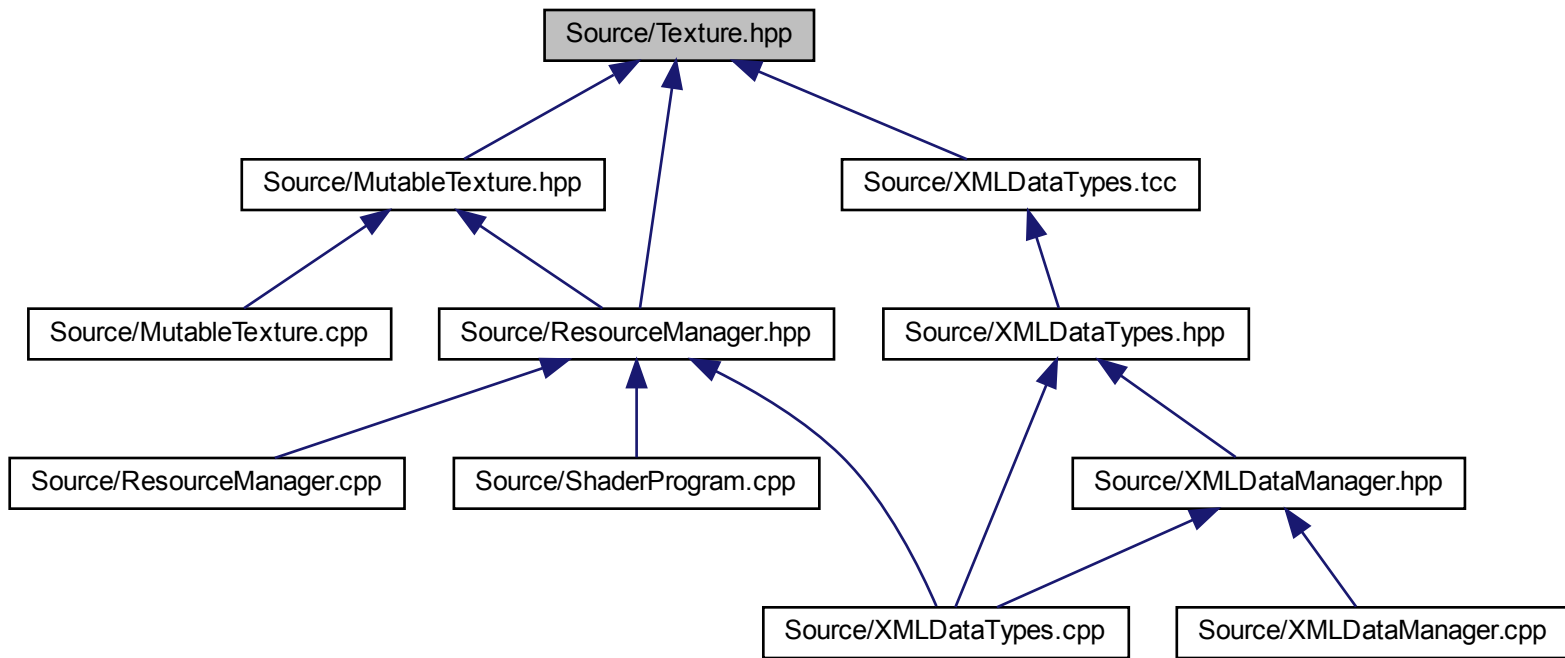 Source/Texture.hpp
Source/MutableTexture.hpp
Source/XMLDataTypes.tcc
Source/MutableTexture.cpp
Source/ResourceManager.hpp
Source/XMLDataTypes.hpp
Source/ResourceManager.cpp
Source/ShaderProgram.cpp
Source/XMLDataManager.hpp
Source/XMLDataTypes.cpp
Source/XMLDataManager.cpp